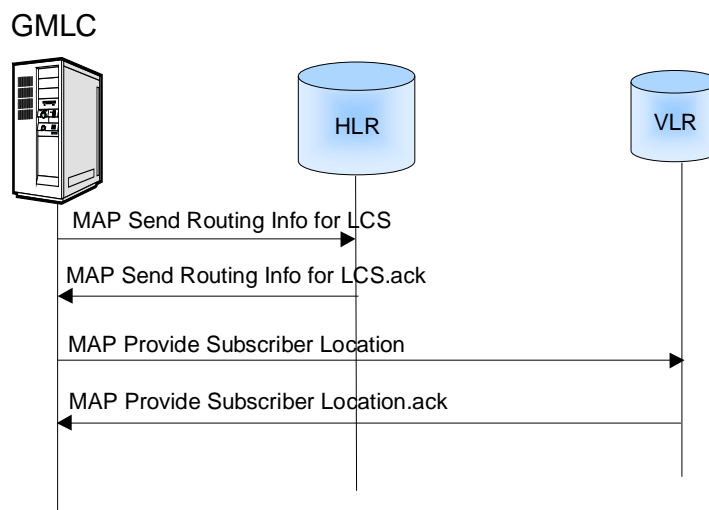 GMLC
HLR
VLR
MAP Send Routing Info for LCS
MAP Send Routing Info for LCS.ack
MAP Provide Subscriber Location
MAP Provide Subscriber Location.ack